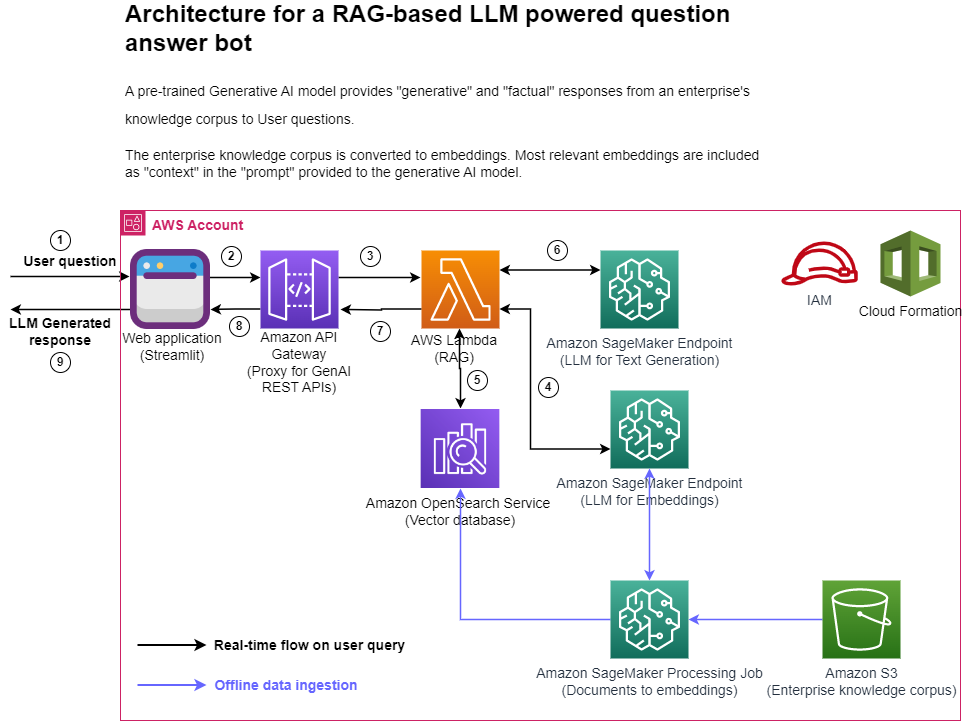 Architecture for a RAG-based LLM powered question
answer bot
A pre-trained Generative AI model provides "generative" and "factual" responses from an enterprise's
knowledge corpus to User questions.
The enterprise knowledge corpus is converted to embeddings. Most relevant embeddings are included
as "context" in the "prompt" provided to the generative AI model.
AWS Account
1
User question
2
3
6
IAM
Cloud Formation
LLM Generated
response
9
Web application
(Streamlit)
8
Amazon API
Gateway
(Proxy for GenAI
REST APIs)
7
AWS Lambda
(RAG)
Amazon SageMaker Endpoint
(LLM for Text Generation)
5
4
Amazon OpenSearch Service
(Vector database)
Amazon SageMaker Endpoint
(LLM for Embeddings)
Real-time flow on user query
Offline data ingestion
Amazon SageMaker Processing Job
(Documents to embeddings)
Amazon S3
(Enterprise knowledge corpus)